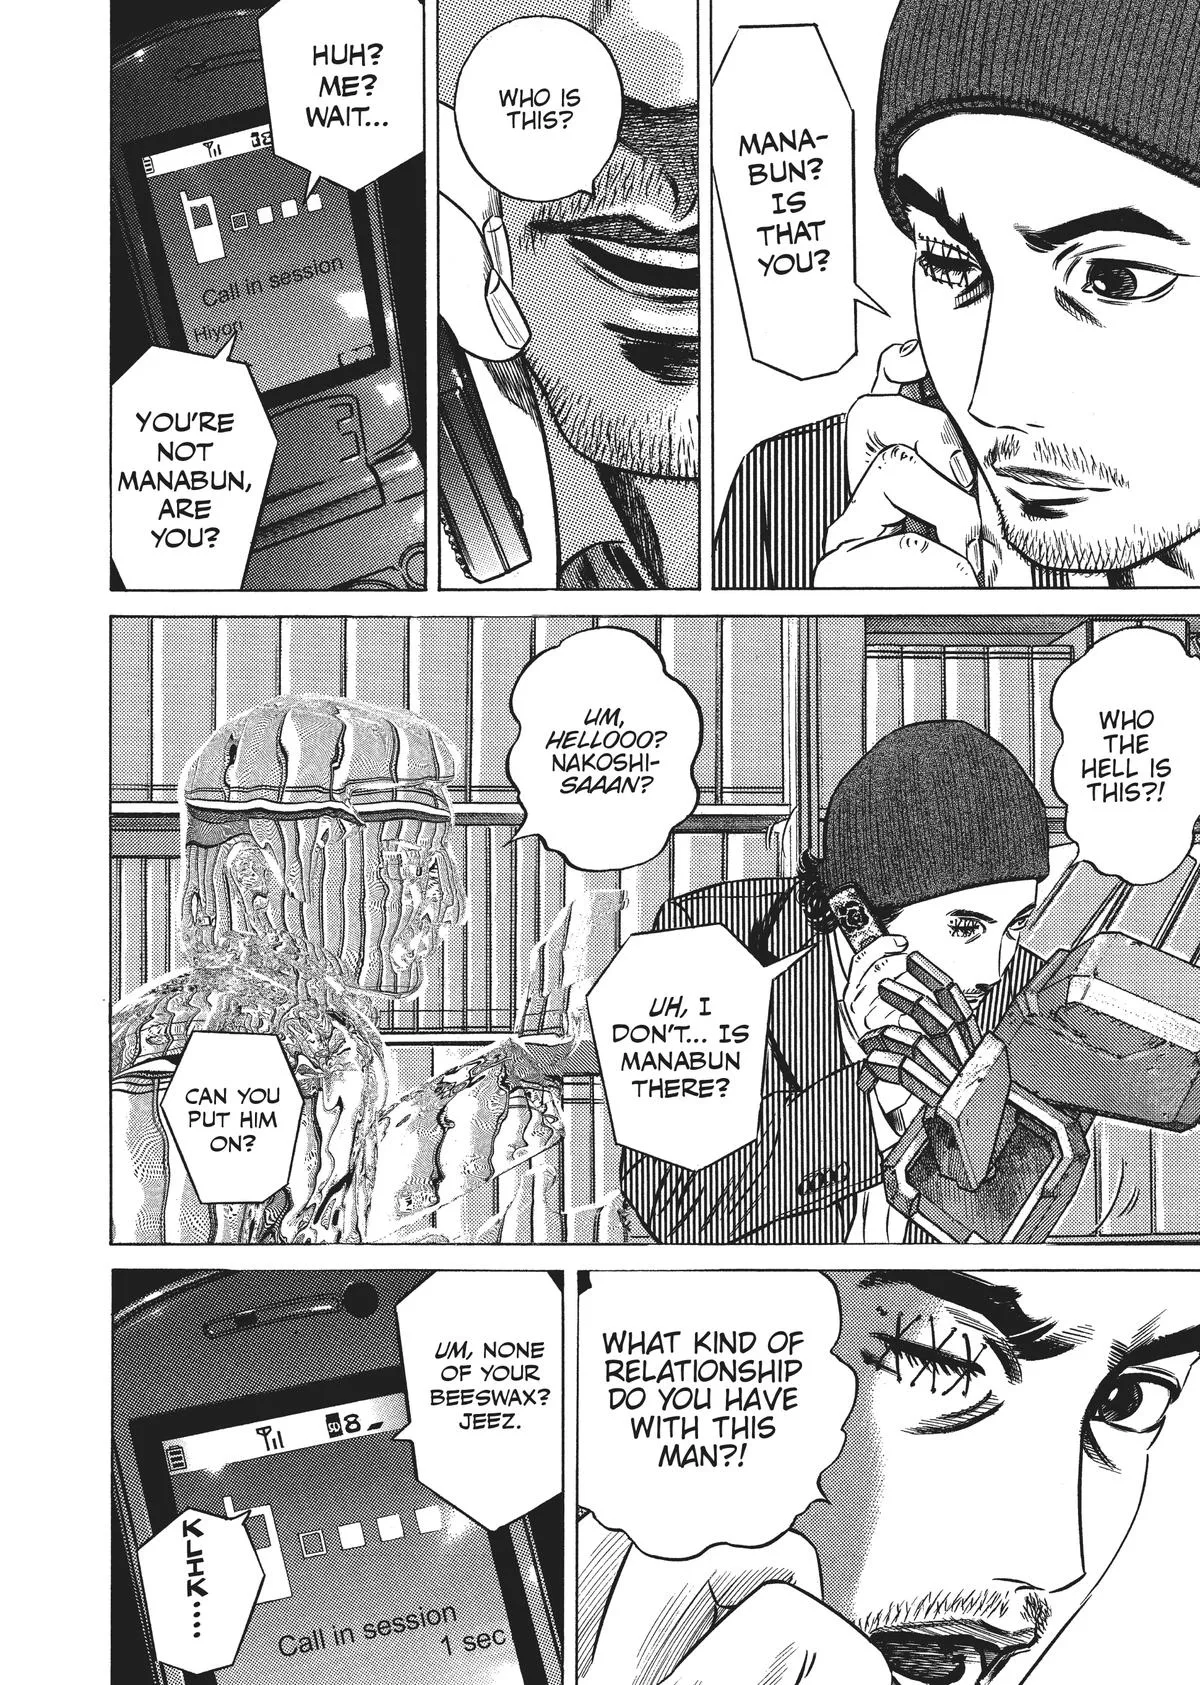 MANA-
BUN?
IS
THAT
YOU?
WHO IS
THIS?
HUH?
ME?
WAIT...
Call in session
Hiyori
YOU'RE
NOT
MANABUN,
ARE
YOU?
WHO
THE
HELL IS
THIS?!
UM,
HELLOOO?
NAKOSHI-
SAAAN?
UH, I
DON'T... IS
MANABUN
THERE?
CAN YOU
PUT HIM
ON?
WHAT KIND OF
RELATIONSHIP
DO YOU HAVE
WITH THIS
MAN?!
UM, NONE
OF YOUR
BEESWAX?
JEEZ.
SD 8
Call in session
1 sec
KLIK....